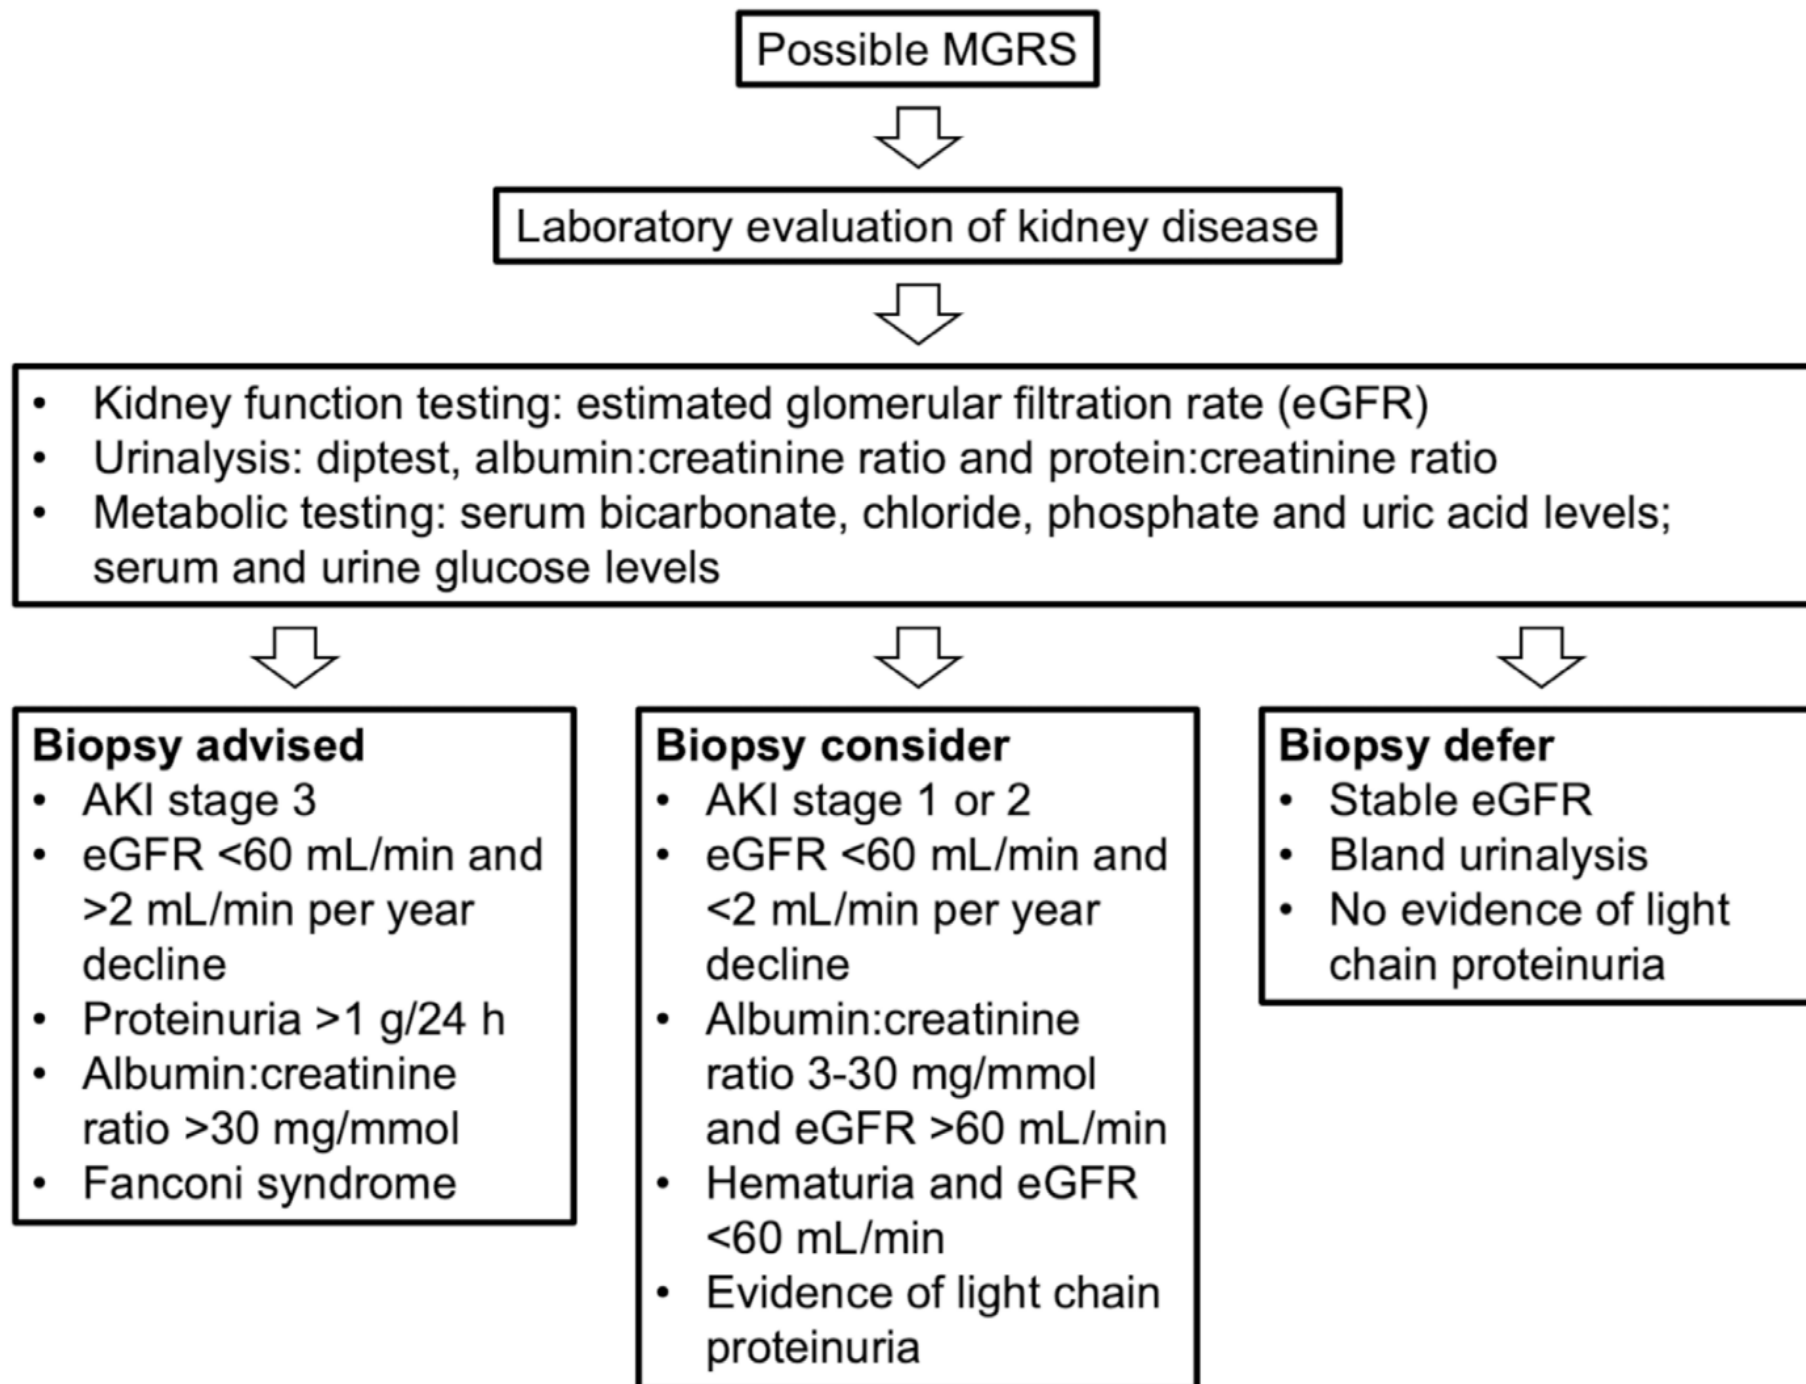 Possible MGRS
Laboratory evaluation of kidney disease
• Kidney function testing: estimated glomerular filtration rate (eGFR)
• Urinalysis: diptest, albumin:creatinine ratio and protein:creatinine ratio
• Metabolic testing: serum bicarbonate, chloride, phosphate and uric acid levels;
serum and urine glucose levels
Biopsy advised
• AKI stage 3
• eGFR <60 mL/min and
>2 mL/min per year
decline
• Proteinuria >1 g/24 h
• Albumin:creatinine
ratio >30 mg/mmol
• Fanconi syndrome
Biopsy consider
• AKI stage 1 or 2
• eGFR <60 mL/min and
<2 mL/min per year
decline
• Albumin:creatinine
ratio 3-30 mg/mmol
and eGFR >60 mL/min
• Hematuria and eGFR
<60 mL/min
• Evidence of light chain
proteinuria
Biopsy defer
• Stable eGFR
• Bland urinalysis
• No evidence of light
chain proteinuria